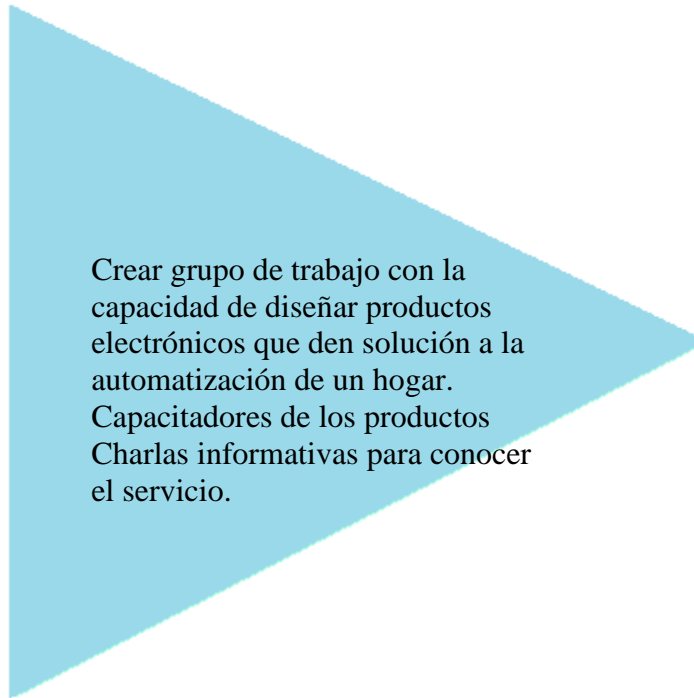 Crear grupo de trabajo con la
capacidad de diseñar productos
electrónicos que den solución a la
automatización de un hogar.
Capacitadores de los productos
Charlas informativas para conocer
el servicio.